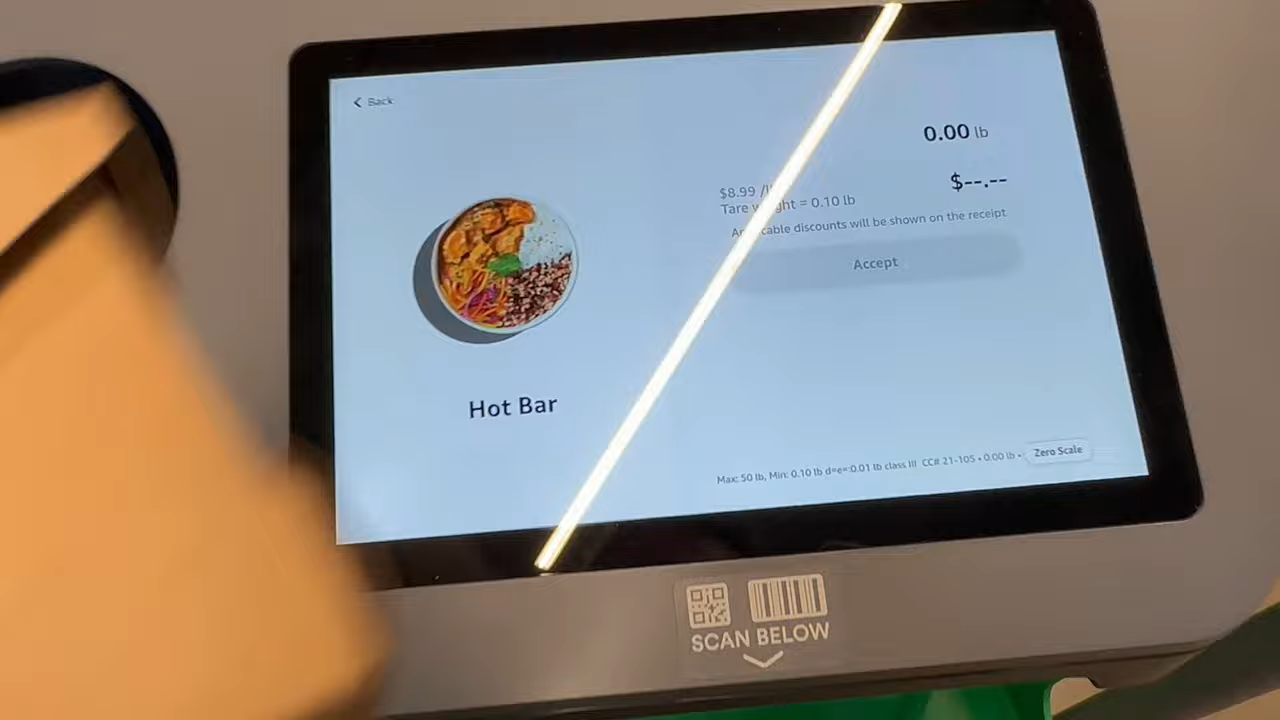 Back
0.00 lb
$--.--
$8.99
Tare = 0.10 lb
discounts will be shown on the receipt
Accept
Hot Bar
Max: 50 lb, Min: 0.10 lb d=e=0.01 lb class III CC# 21-105 • 0.00 lb •
Zero Scale
SCAN BELOW